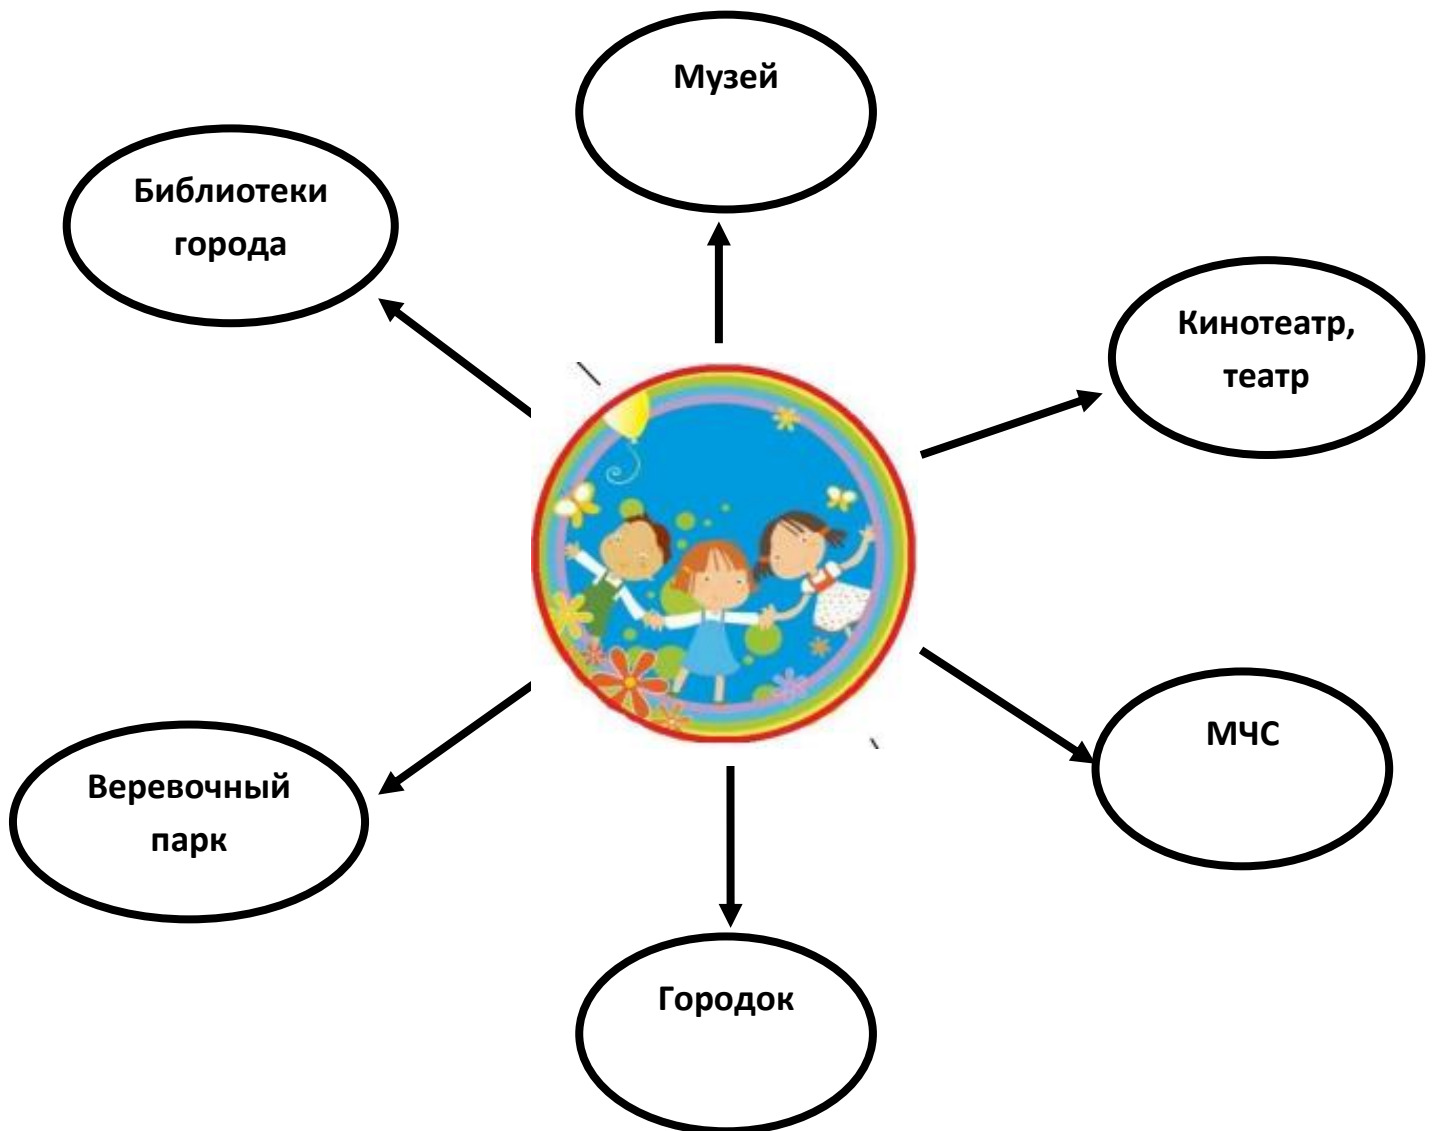 Музей
Библиотеки
города
Кинотеатр,
театр
МЧС
Веревочный
парк
Городок